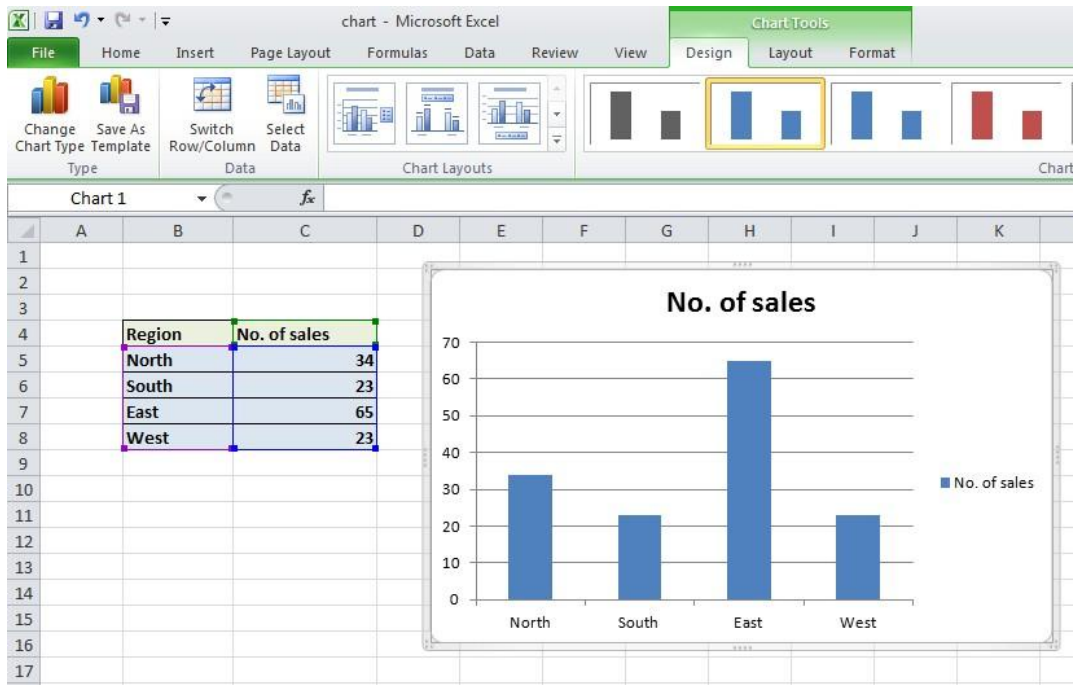 chart - Microsoft Excel
Chart Tools
File Home Insert Page Layout Formulas Data Review View Design Layout Format
Change Chart Type
Save As Template
Switch Row/Column
Select Data
Type Data Chart Layouts Chart
Chart 1 fx
A B C D E F G H I J K
1
2
3
4 Region No. of sales
5 North 34
6 South 23
7 East 65
8 West 23
9
10
11
12
13
14
15
16
17
No. of sales
70
60
50
40
30
20
10
0
North South East West
No. of sales